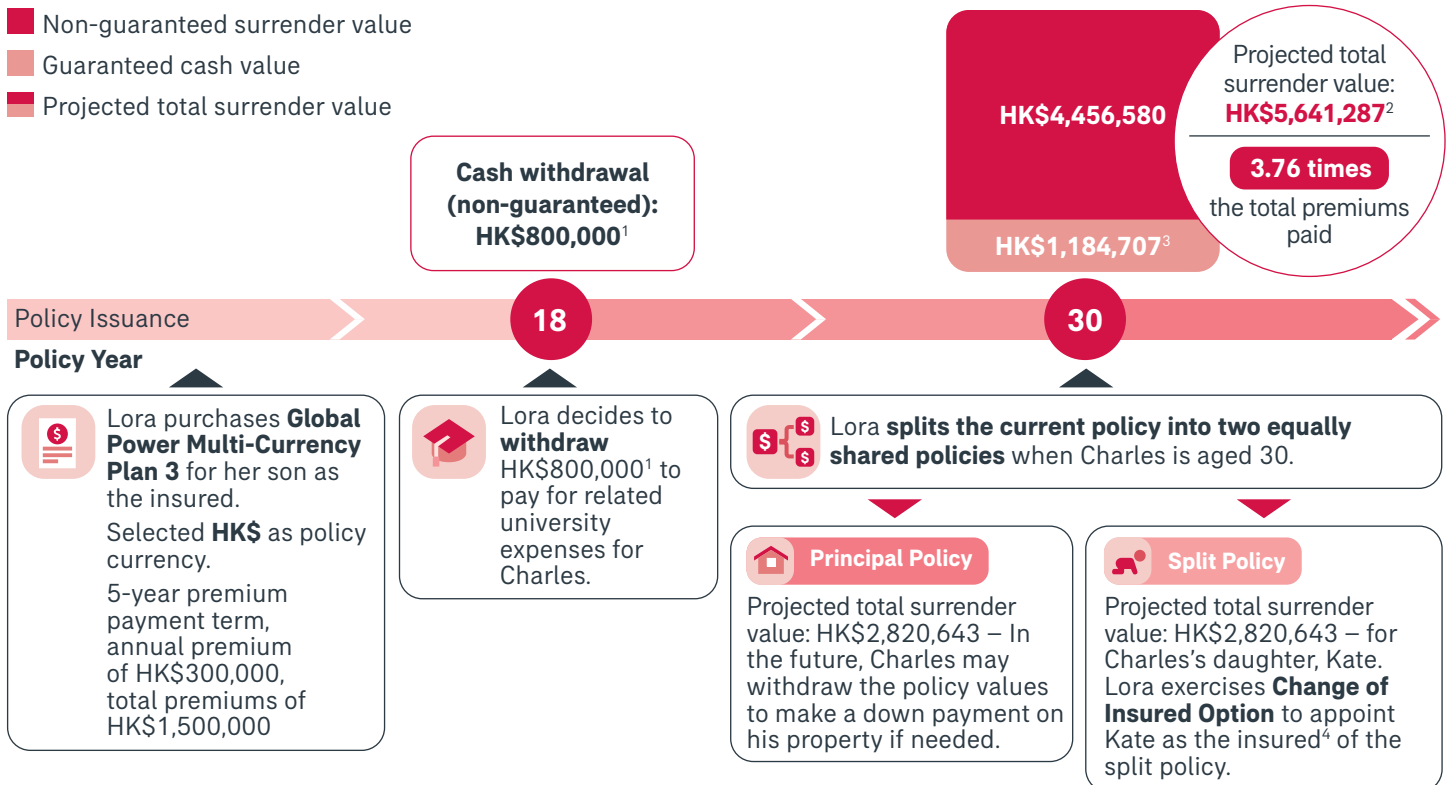 Non-guaranteed surrender value
Guaranteed cash value
Projected total surrender value
Cash withdrawal
(non-guaranteed):
HK$800,000¹
HK$4,456,580
HK$1,184,707³
Projected total
surrender value:
HK$5,641,287²
3.76 times
the total premiums
paid
Policy Issuance
18
30
Policy Year
$
Lora purchases Global
Power Multi-Currency
Plan 3 for her son as
the insured.
Selected HK$ as policy
currency.
5-year premium
payment term,
annual premium
of HK$300,000,
total premiums of
HK$1,500,000
Lora decides to
withdraw
HK$800,000¹ to
pay for related
university
expenses for
Charles.
$
$
$
Lora splits the current policy into two equally
shared policies when Charles is aged 30.
Principal Policy
Projected total surrender
value: HK$2,820,643 – In
the future, Charles may
withdraw the policy values
to make a down payment on
his property if needed.
Split Policy
Projected total surrender
value: HK$2,820,643 – for
Charles’s daughter, Kate.
Lora exercises Change of
Insured Option to appoint
Kate as the insured⁴ of the
split policy.